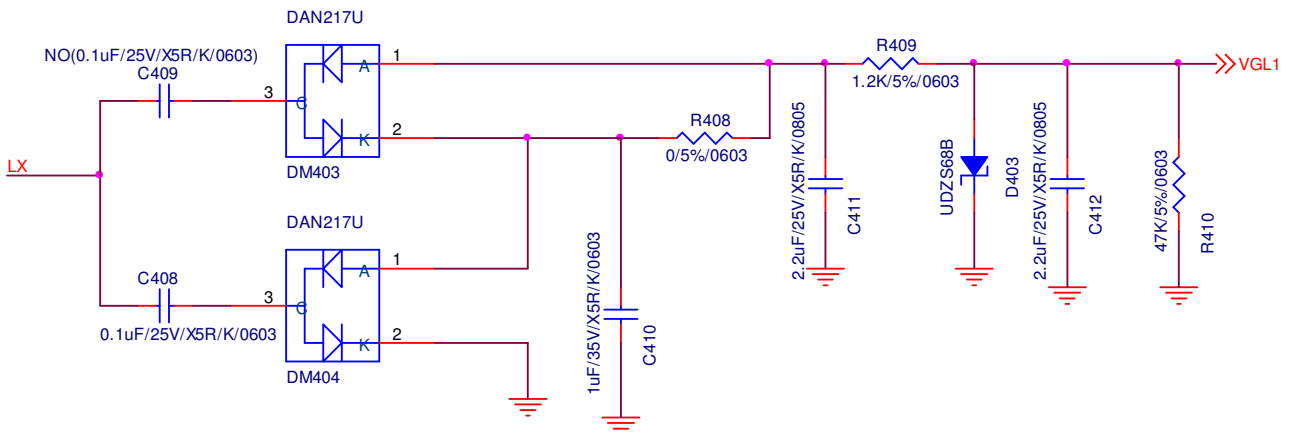 DAN217U
NO(0.1uF/25V/X5R/K/0603)
C409
1
A
3
C
2
K
DM403
LX
R408
0/5%/0603
R409
1.2K/5%/0603
VGL1
2.2uF/25V/X5R/K/0805
C411
UDZS68B
D403
2.2uF/25V/X5R/K/0805
C412
47K/5%/0603
R410
DAN217U
C408
0.1uF/25V/X5R/K/0603
1
A
3
C
2
K
DM404
1uF/35V/X5R/K/0603
C410